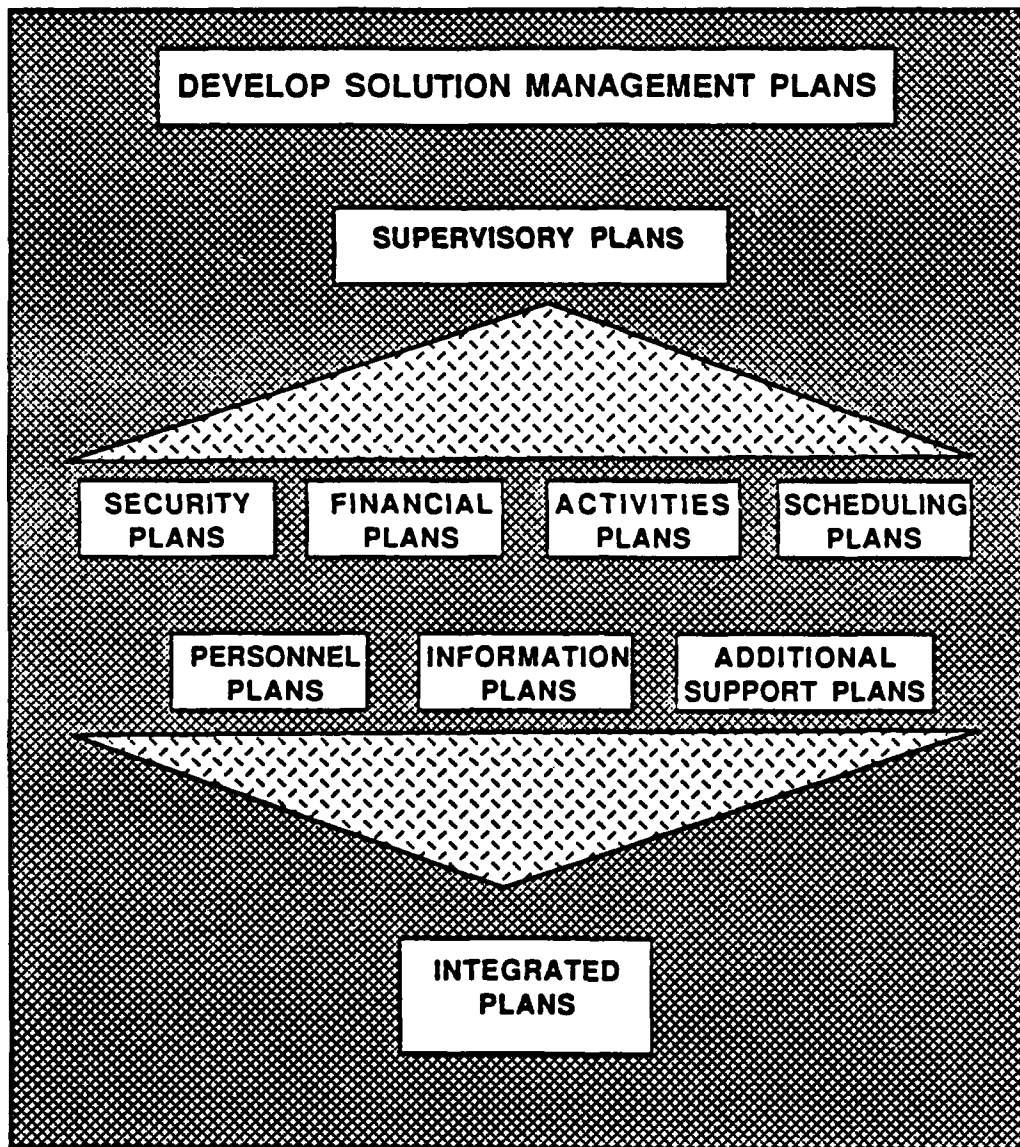 DEVELOP SOLUTION MANAGEMENT PLANS
SUPERVISORY PLANS
SECURITY
PLANS
FINANCIAL
PLANS
ACTIVITIES
PLANS
SCHEDULING
PLANS
PERSONNEL
PLANS
INFORMATION
PLANS
ADDITIONAL
SUPPORT PLANS
INTEGRATED
PLANS